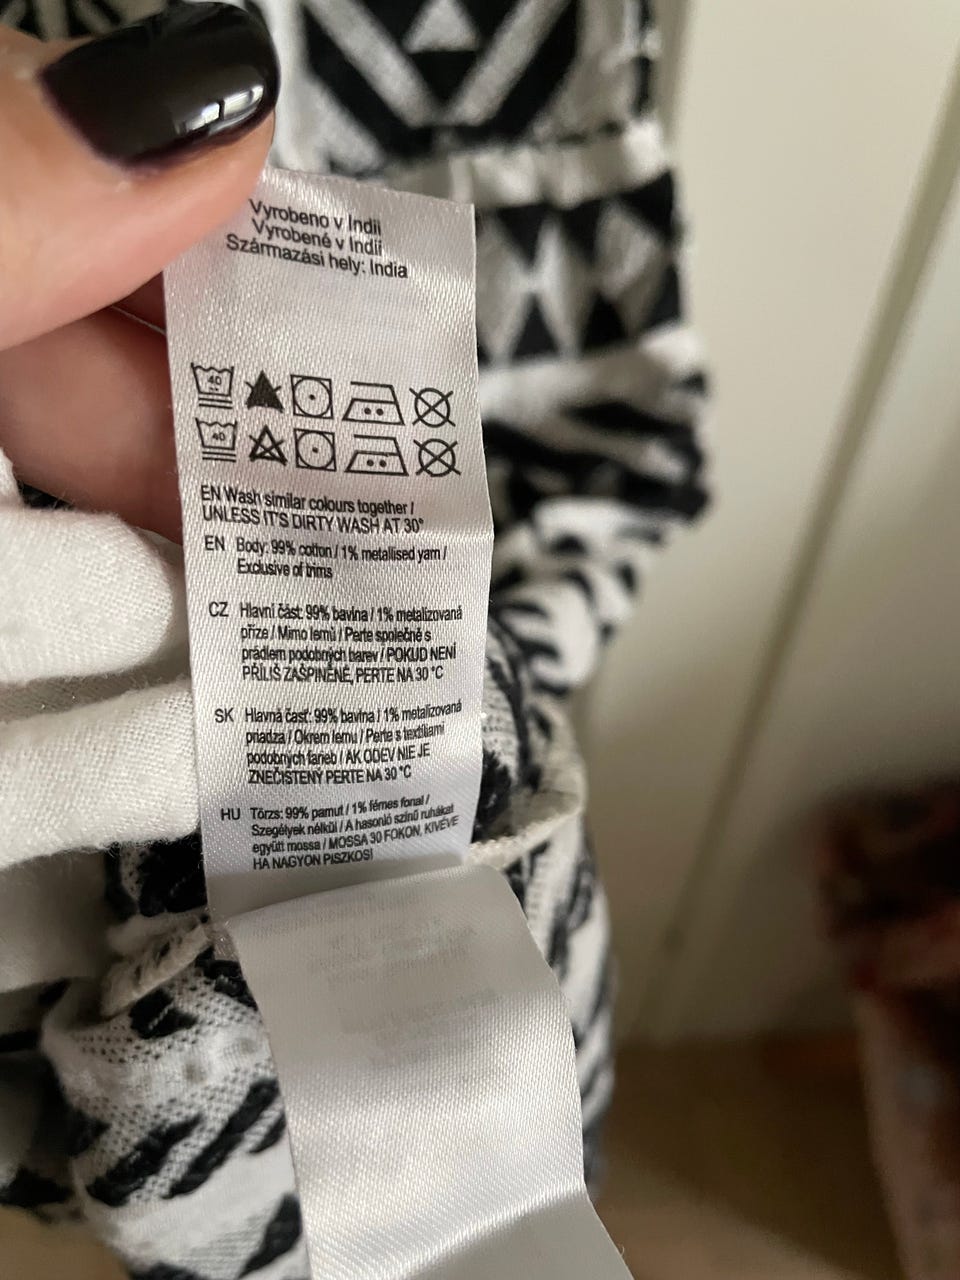 Vyrobeno v Indii
Vyrobené v Indii
Származási hely: India
40
40
EN Wash similar colours together /
UNLESS IT'S DIRTY WASH AT 30°
EN Body: 99% cotton / 1% metallised yarn /
Exclusive of trims
CZ Hlavní část: 99% bavlna / 1% metalizovaná
příze / Mimo lemů / Perte společně s
prádlem podobných barev / POKUD NENÍ
PŘÍLIŠ ZAŠPINĚNÉ, PERTE NA 30 °C
SK Hlavná časť: 99% bavlna / 1% metalizovaná
priadza / Okrem lemu / Perte s textíliami
podobných farieb / AK ODEV NIE JE
ZNEČISTENÝ PERTE NA 30 °C
HU Törzs: 99% pamut / 1% fémes fonal /
Szegélyek nélkül / A hasonló színű ruhákat
együtt mossa / MOSSA 30 FOKON, KIVÉVE
HA NAGYON PISZKOS!